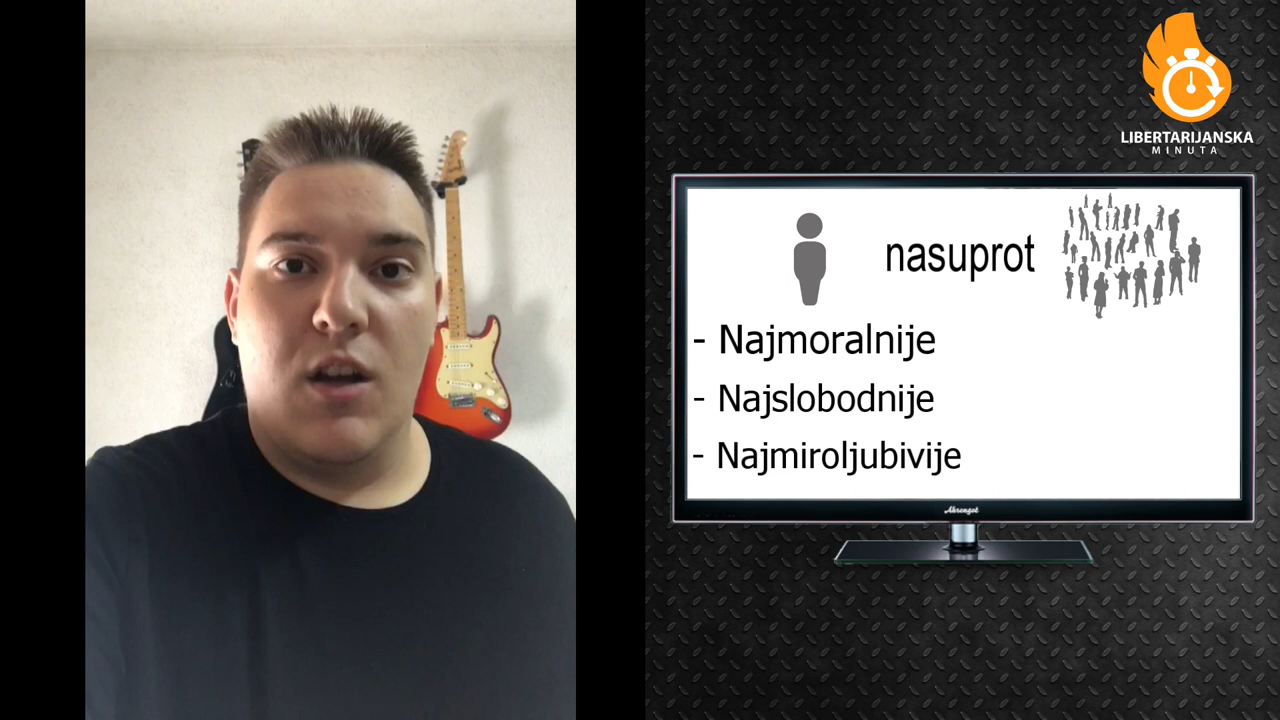 LIBERTARIJANSKA
MINUTA
nasuprot
- Najmoralnije
- Najslobodnije
- Najmiroljubivije